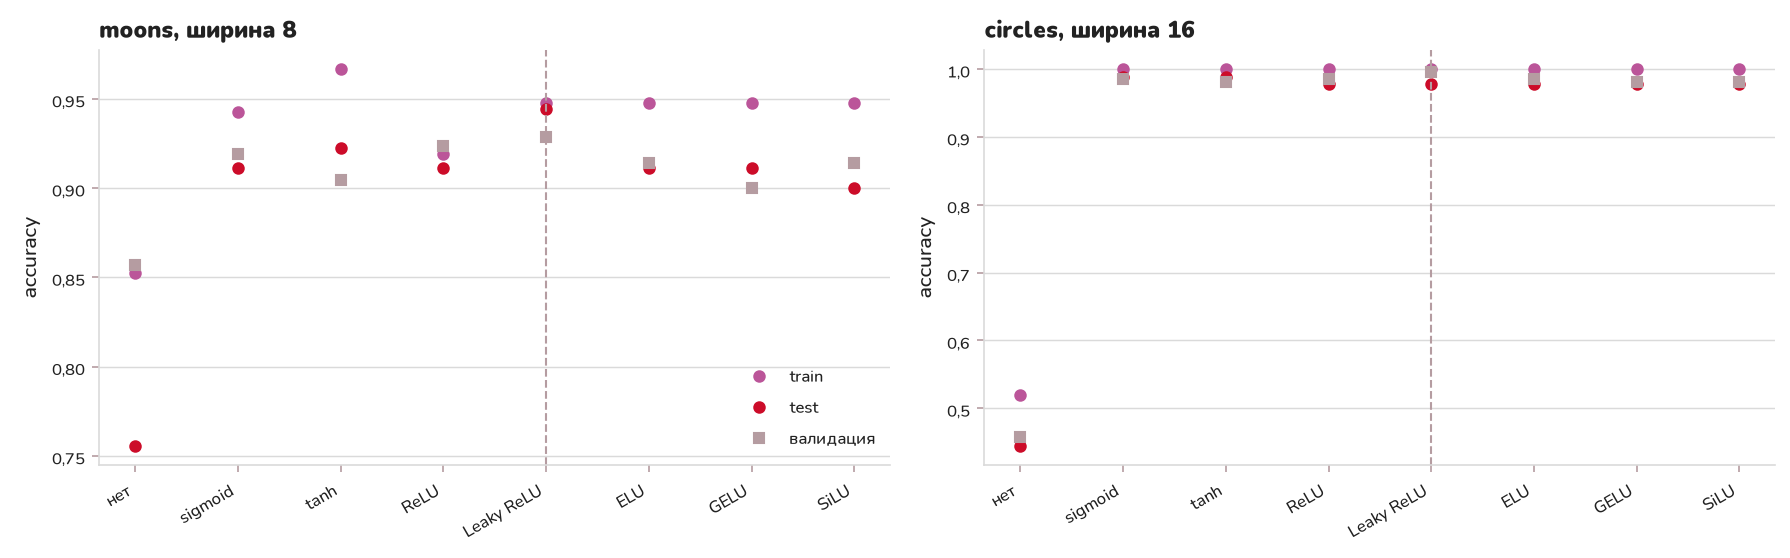 moons, ширина 8
accuracy
0,95
0,90
0,85
0,80
0,75
train
test
валидация
нет
sigmoid
tanh
ReLU
Leaky ReLU
ELU
GELU
SiLU
circles, ширина 16
accuracy
1,0
0,9
0,8
0,7
0,6
0,5
нет
sigmoid
tanh
ReLU
Leaky ReLU
ELU
GELU
SiLU